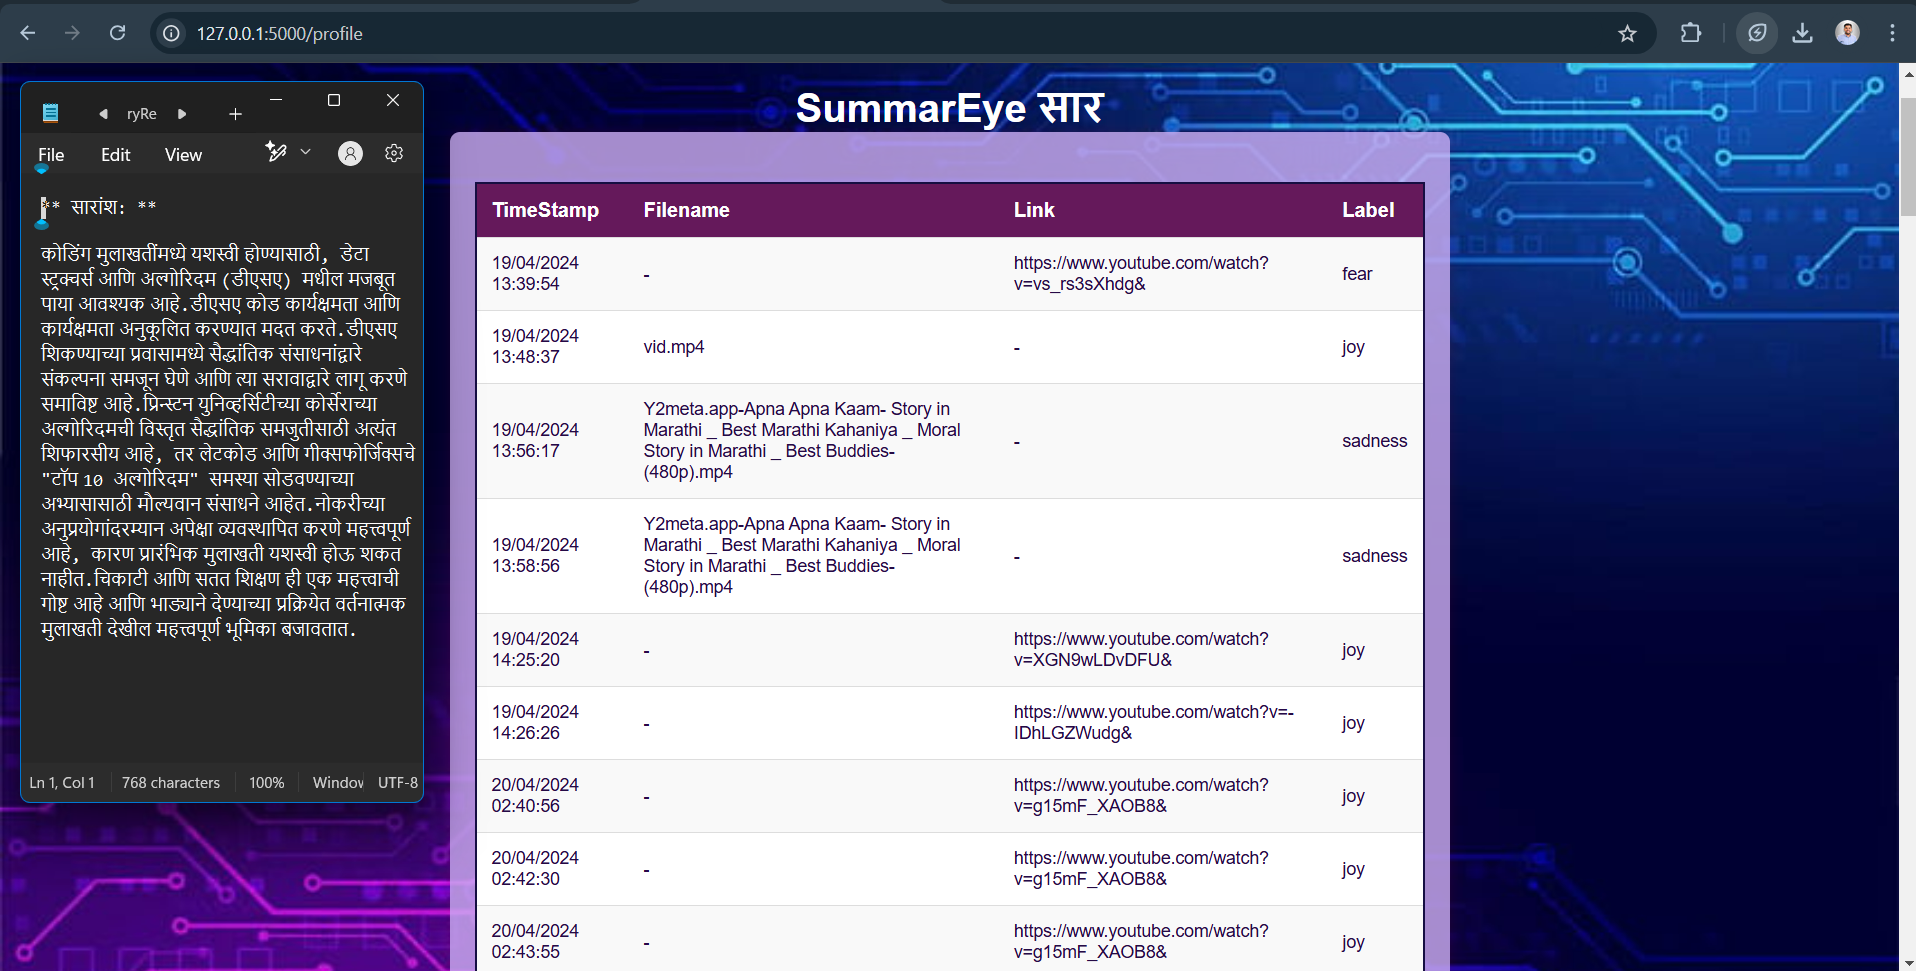 127.0.0.1:5000/profile
ryRe
File Edit View
** सारांश: **
कोडिंग मुलाखतींमध्ये यशस्वी होण्यासाठी, डेटा
स्ट्रक्चर्स आणि अल्गोरिदम (डीएसए) मधील मजबूत
पाया आवश्यक आहे.डीएसए कोड कार्यक्षमता आणि
कार्यक्षमता अनुकूलित करण्यात मदत करते.डीएसए
शिकण्याच्या प्रवासामध्ये सैद्धांतिक संसाधनांद्वारे
संकल्पना समजून घेणे आणि त्या सरावाद्वारे लागू करणे
समाविष्ट आहे.प्रिन्स्टन युनिव्हर्सिटीच्या कोर्सेराच्या
अल्गोरिदमची विस्तृत सैद्धांतिक समजुतीसाठी अत्यंत
शिफारसीय आहे, तर लेटकोड आणि गीक्सफोर्जिक्सचे
"टॉप 10 अल्गोरिदम" समस्या सोडवण्याच्या
अभ्यासासाठी मौल्यवान संसाधने आहेत.नोकरीच्या
अनुप्रयोगांदरम्यान अपेक्षा व्यवस्थापित करणे महत्त्वपूर्ण
आहे, कारण प्रारंभिक मुलाखती यशस्वी होऊ शकत
नाहीत.चिकाटी आणि सतत शिक्षण ही एक महत्त्वाची
गोष्ट आहे आणि भाड्याने देण्याच्या प्रक्रियेत वर्तनात्मक
मुलाखती देखील महत्त्वपूर्ण भूमिका बजावतात.
Ln 1, Col 1 768 characters 100% Window UTF-8
SummarEye सार
TimeStamp Filename Link Label
19/04/2024 https://www.youtube.com/watch?
13:39:54 - v=vs_rs3sXhdg& fear
19/04/2024
13:48:37 vid.mp4 - joy
Y2meta.app-Apna Apna Kaam- Story in
19/04/2024 Marathi _ Best Marathi Kahaniya _ Moral
13:56:17 Story in Marathi _ Best Buddies- - sadness
(480p).mp4
Y2meta.app-Apna Apna Kaam- Story in
19/04/2024 Marathi _ Best Marathi Kahaniya _ Moral
13:58:56 Story in Marathi _ Best Buddies- - sadness
(480p).mp4
19/04/2024 https://www.youtube.com/watch?
14:25:20 - v=XGN9wLDvDFU& joy
19/04/2024 https://www.youtube.com/watch?v=-
14:26:26 - IDhLGZWudg& joy
20/04/2024 https://www.youtube.com/watch?
02:40:56 - v=g15mF_XAOB8& joy
20/04/2024 https://www.youtube.com/watch?
02:42:30 - v=g15mF_XAOB8& joy
20/04/2024 https://www.youtube.com/watch?
02:43:55 - v=g15mF_XAOB8& joy